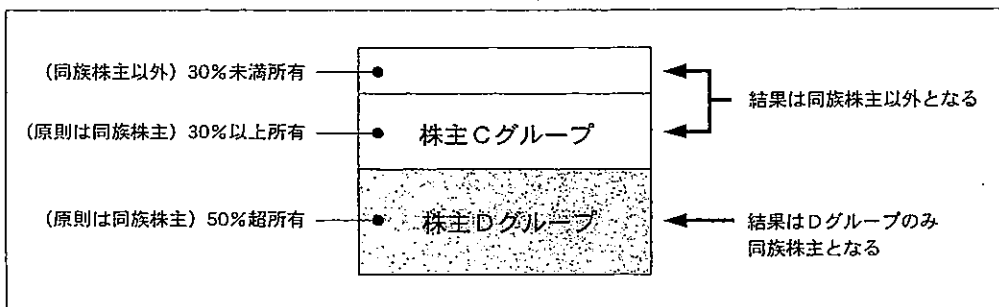 (同族株主以外) 30%未満所有
(原則は同族株主) 30%以上所有
株主Cグループ
結果は同族株主以外となる
(原則は同族株主) 50%超所有
株主Dグループ
結果はDグループのみ
同族株主となる